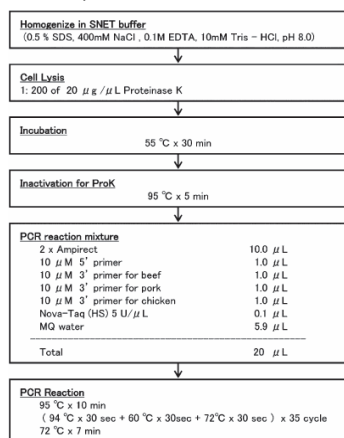 Homogenize in SNET buffer
(0.5 % SDS, 400mM NaCl , 0.1M EDTA, 10mM Tris – HCl, pH 8.0)
Cell Lysis
1: 200 of 20 μg/μL Proteinase K
Incubation
55 ℃ x 30 min
Inactivation for ProK
95 ℃ x 5 min
PCR reaction mixture
2 x Ampirect 10.0 μL
10 μM 5' primer 1.0 μL
10 μM 3' primer for beef 1.0 μL
10 μM 3' primer for pork 1.0 μL
10 μM 3' primer for chicken 1.0 μL
Nova-Taq (HS) 5 U/μL 0.1 μL
MQ water 5.9 μL
Total 20 μL
PCR Reaction
95 ℃ x 10 min
( 94 ℃ x 30 sec + 60 ℃ x 30sec + 72℃ x 30 sec ) x 35 cycle
72 ℃ x 7 min